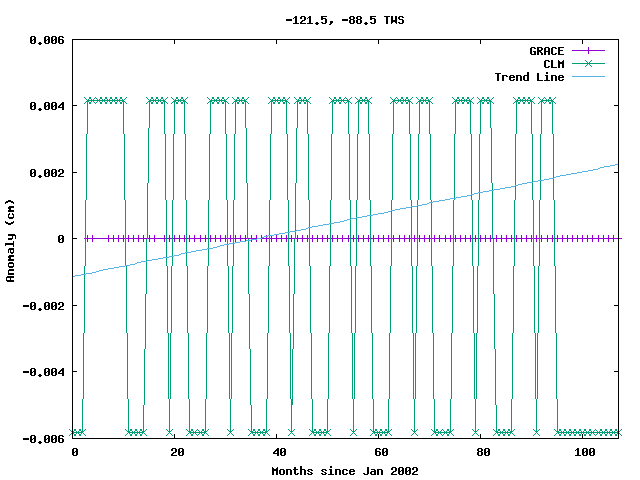 -121.5, -88.5 TWS
0.006
GRACE
CLM
Trend Line
0.004
0.002
0
Anomaly (cm)
-0.002
-0.004
-0.006
0 20 40 60 80 100
Months since Jan 2002